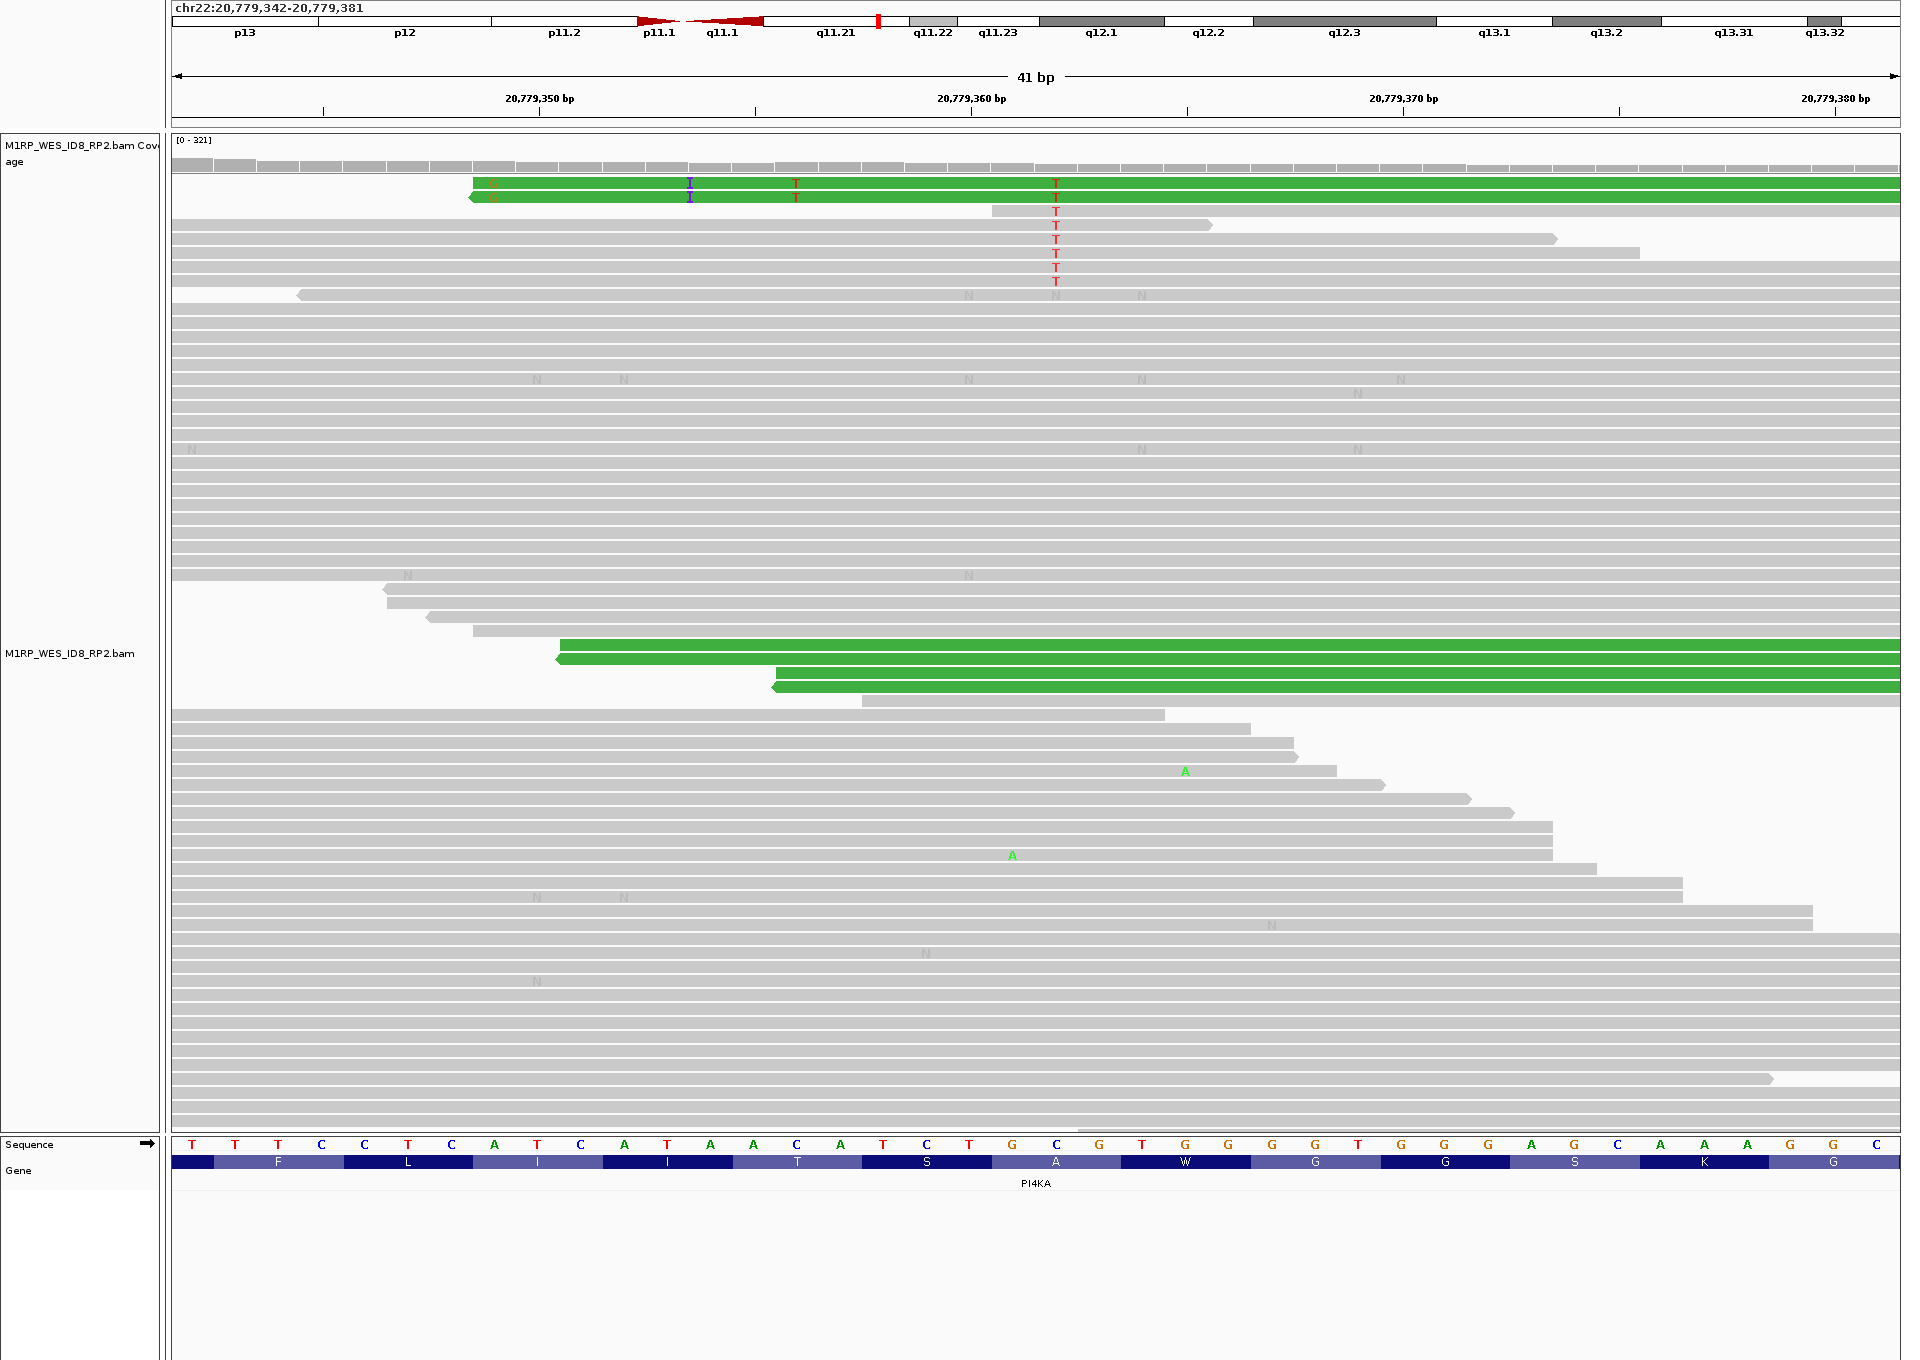 chr22:20,779,342-20,779,381
p13 p12 p11.2 p11.1 q11.1 q11.21 q11.22 q11.23 q12.1 q12.2 q12.3 q13.1 q13.2 q13.31 q13.32
41 bp
20,779,350 bp 20,779,360 bp 20,779,370 bp 20,779,380 bp
M1RP_WES_ID8_RP2.bam Cov
age
[0 - 321]
G I T T
G I T T
T
T
T
T
T
T
N N N
N N N N N
N
N N N
N N
M1RP_WES_ID8_RP2.bam
A
A
N N
N
N
N
Sequence T T T C C T C A T C A T A A C A T C T G C G T G G G G T G G G A G C A A A G G C
Gene F L I I T S A W G G S K G
PI4KA